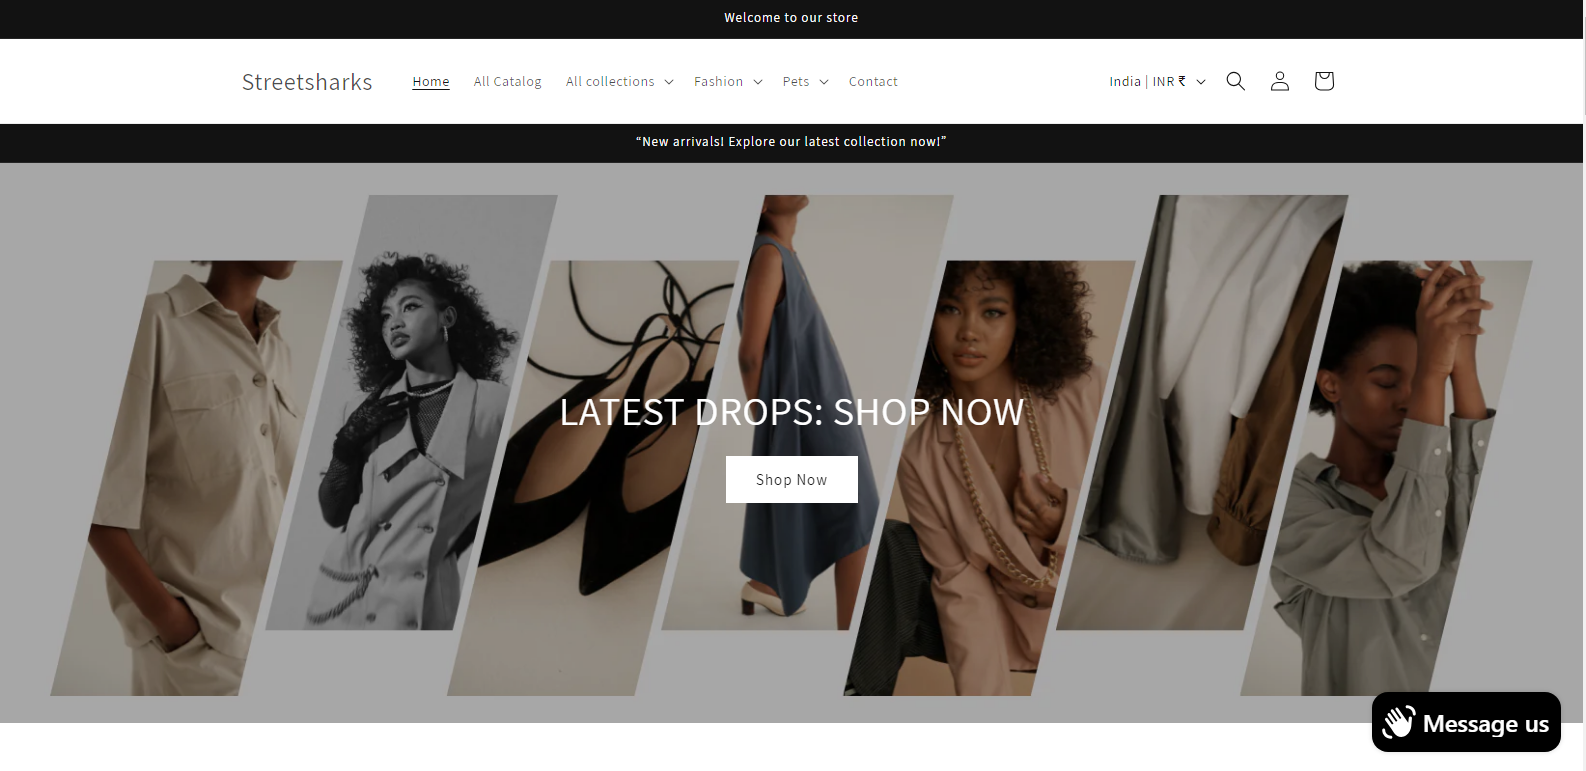 Welcome to our store
Streetsharks
Home
All Catalog
All collections
Fashion
Pets
Contact
India | INR ₹
“New arrivals! Explore our latest collection now!”
LATEST DROPS: SHOP NOW
Shop Now
Message us